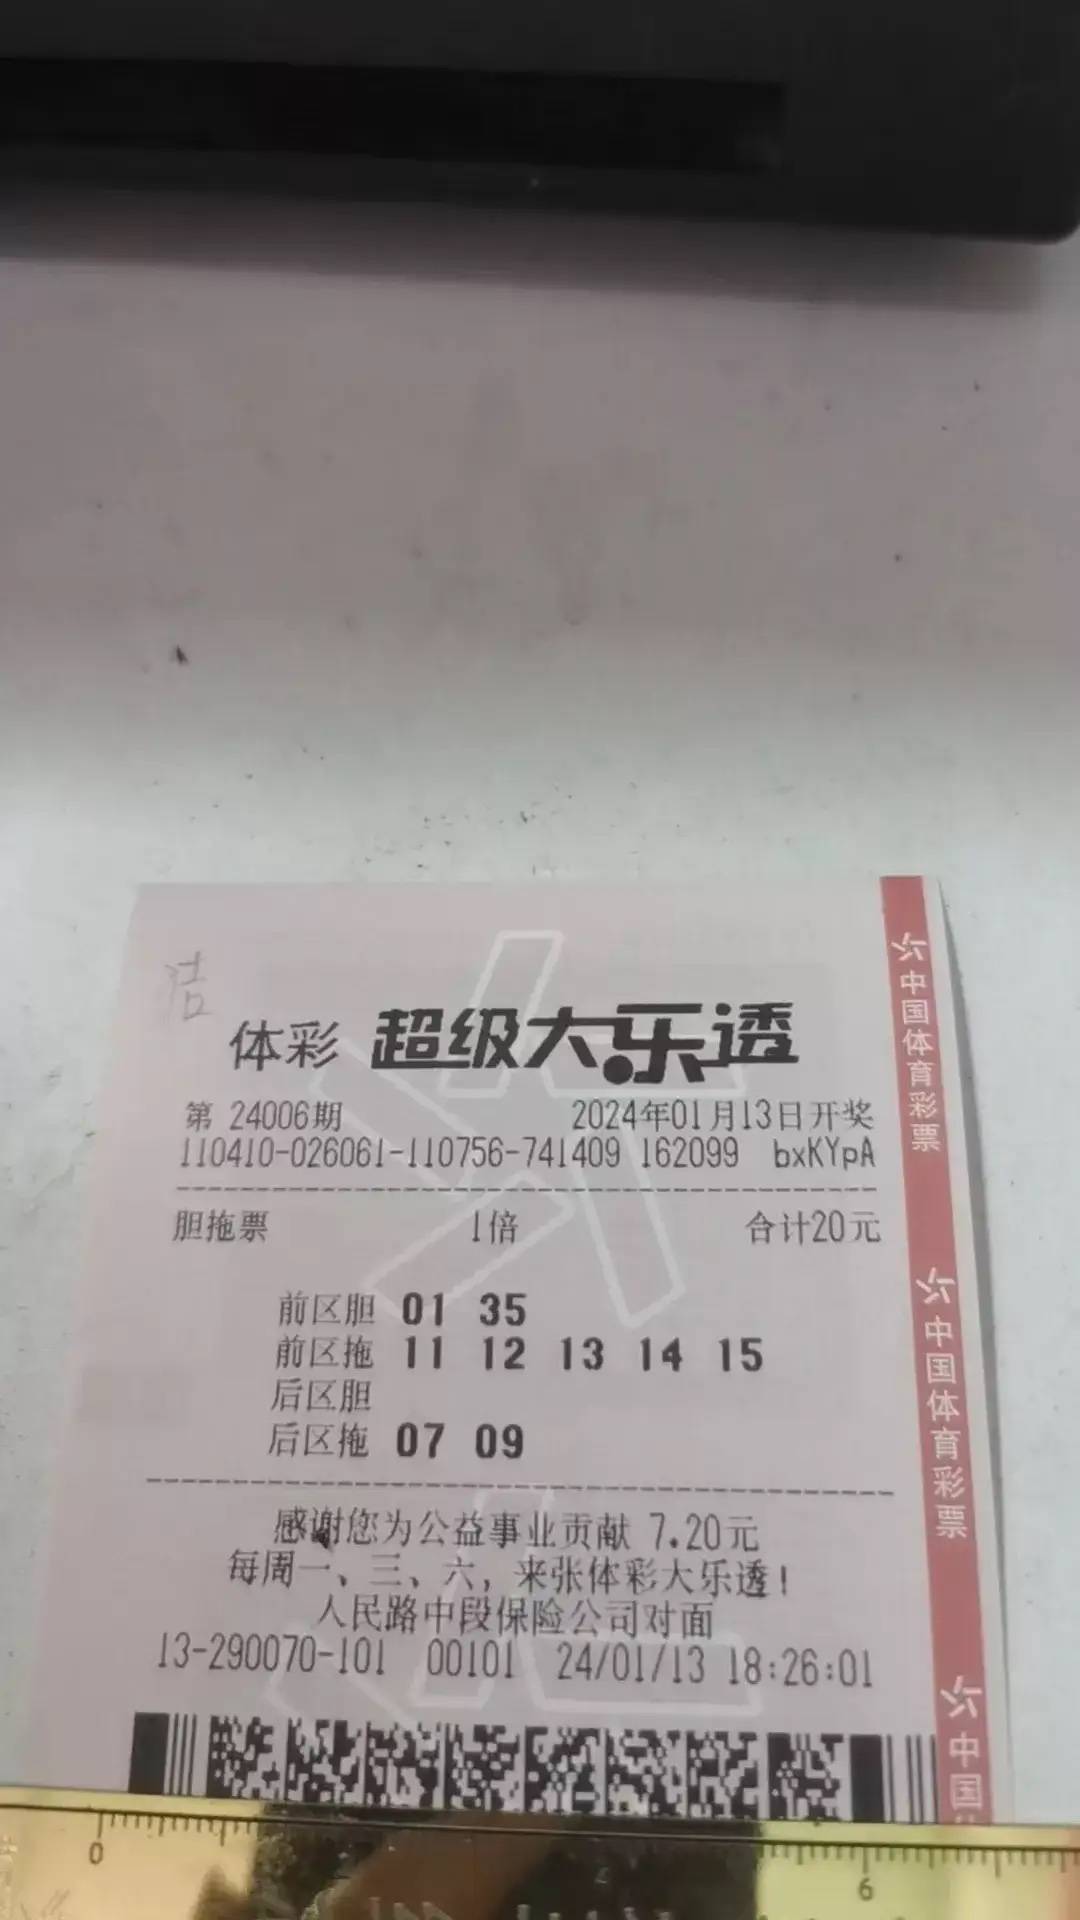 洁
体彩 超级大乐透
第 24006期 2024年01月13日开奖
110410-026061-110756-741409 162099 bxKYpA
胆拖票 1倍 合计20元
前区胆 01 35
前区拖 11 12 13 14 15
后区胆
后区拖 07 09
感谢您为公益事业贡献 7.20元
每周一、三、六，来张体彩大乐透！
人民路中段保险公司对面
13-290070-101 00101 24/01/13 18:26:01
中国体育彩票
中国体育彩票
中国
0
6